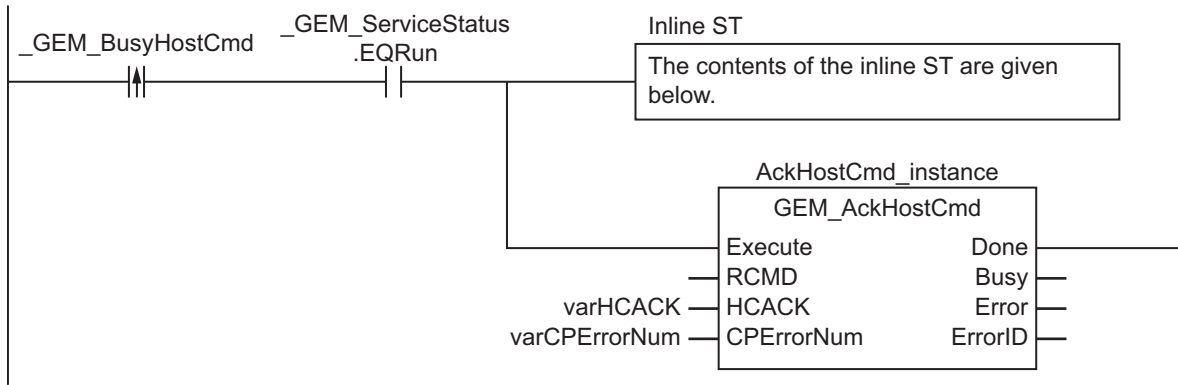 _GEM_BusyHostCmd
_GEM_ServiceStatus
.EQRun
Inline ST
The contents of the inline ST are given
below.
AckHostCmd_instance
GEM_AckHostCmd
Execute Done
RCMD Busy
varHCACK HCACK Error
varCPErrorNum CPErrorNum ErrorID